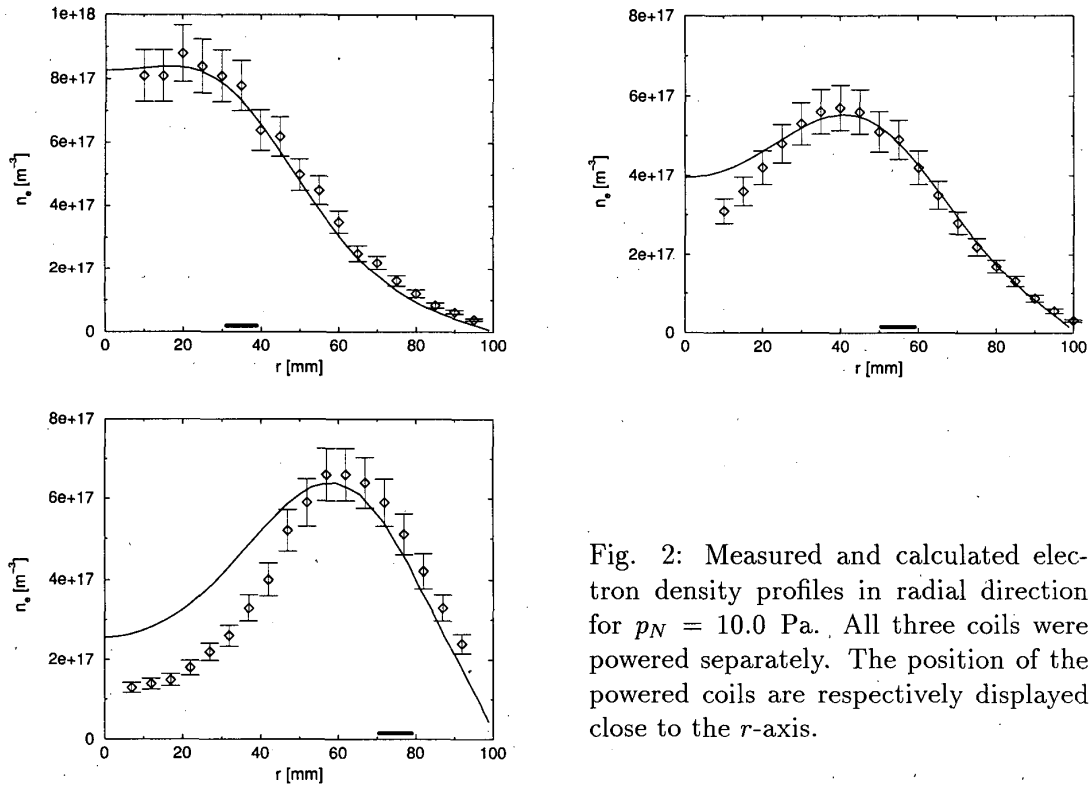 1e+18
8e+17
6e+17
4e+17
2e+17
0
nₑ [m⁻³]
0 20 40 60 80 100
r [mm]
8e+17
6e+17
4e+17
2e+17
0
nₑ [m⁻³]
0 20 40 60 80 100
r [mm]
8e+17
6e+17
4e+17
2e+17
0
nₑ [m⁻³]
0 20 40 60 80 100
r [mm]
Fig. 2: Measured and calculated elec-
tron density profiles in radial direction
for p_N = 10.0 Pa. All three coils were
powered separately. The position of the
powered coils are respectively displayed
close to the r-axis.